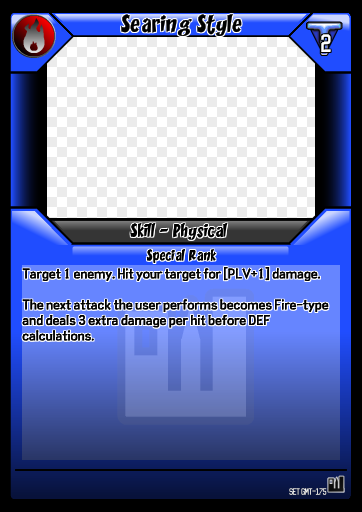 Searing Style
2
Skill - Physical
Special Rank
Target 1 enemy. Hit your target for [PLV+1] damage.
The next attack the user performs becomes Fire-type
and deals 3 extra damage per hit before DEF
calculations.
SET GMT-175